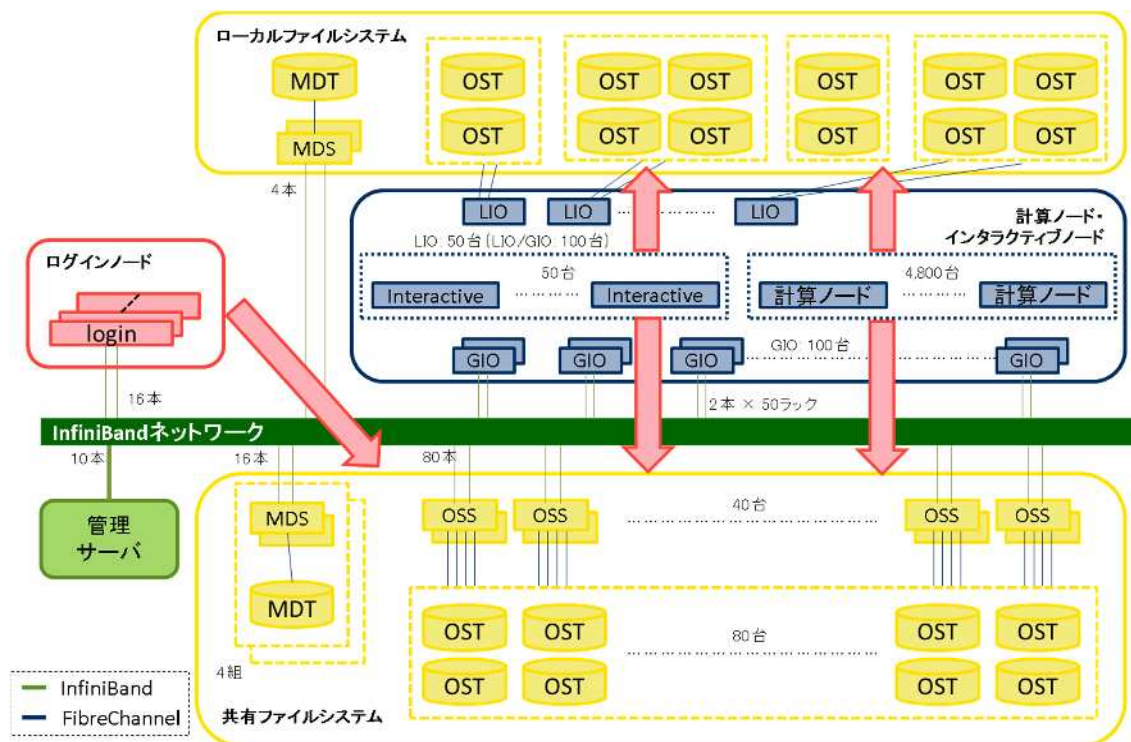 ローカルファイルシステム
MDT
MDS
OST
OST
OST
OST
OST
OST
OST
OST
OST
OST
OST
OST
4本
LIO
LIO
LIO
LIO: 50台 (LIO/GIO: 100台)
計算ノード・
インタラクティブノード
50台
Interactive
Interactive
4,800台
計算ノード
計算ノード
GIO
GIO
GIO
GIO: 100台
GIO
ログインノード
login
16本
2本 × 50ラック
InfiniBandネットワーク
10本
16本
80本
管理
サーバ
MDS
MDT
4組
OSS
OSS
40台
OSS
OSS
OST
OST
OST
OST
80台
OST
OST
OST
OST
共有ファイルシステム
InfiniBand
FibreChannel